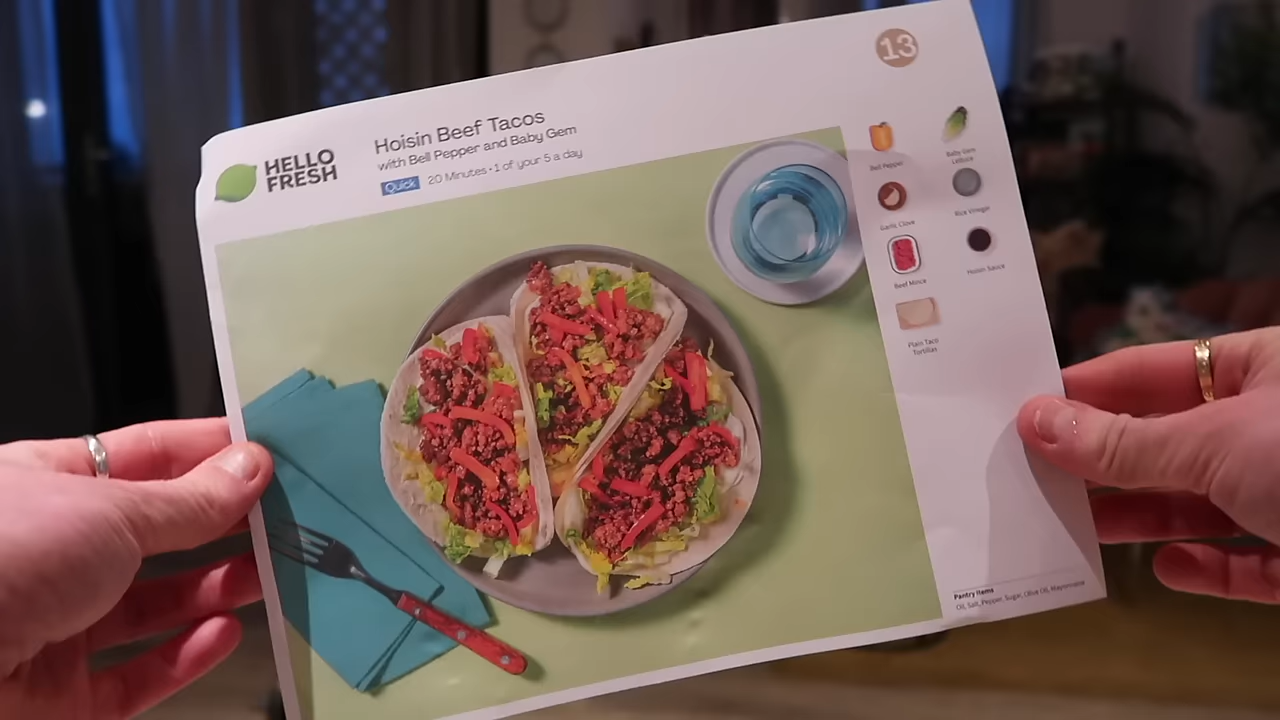 13
HELLO
FRESH
Hoisin Beef Tacos
with Bell Pepper and Baby Gem
Quick 20 Minutes • 1 of your 5 a day
Bell Pepper
Baby Gem
Lettuce
Garlic Clove
Rice Vinegar
Beef Mince
Hoisin Sauce
Plain Taco
Tortillas
Pantry Items
Oil, Salt, Pepper, Sugar, Olive Oil, Mayonnaise